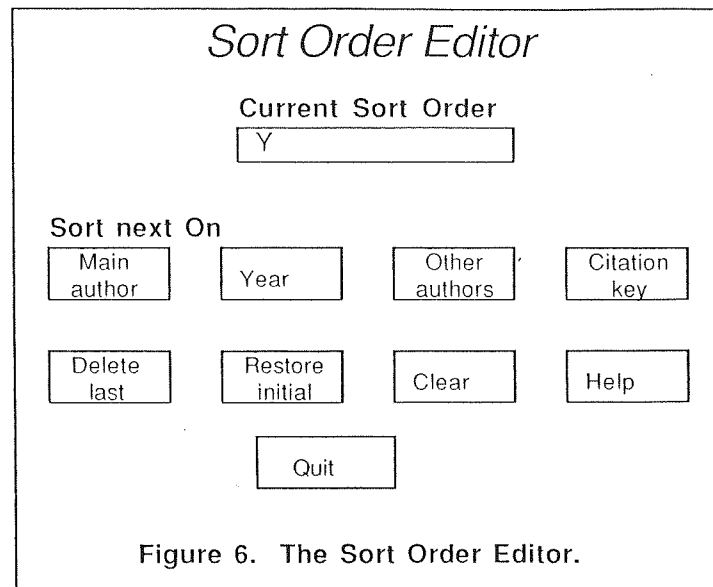 Sort Order Editor
Current Sort Order
Y
Sort next On
Main author
Year
Other authors
Citation key
Delete last
Restore initial
Clear
Help
Quit
Figure 6. The Sort Order Editor.